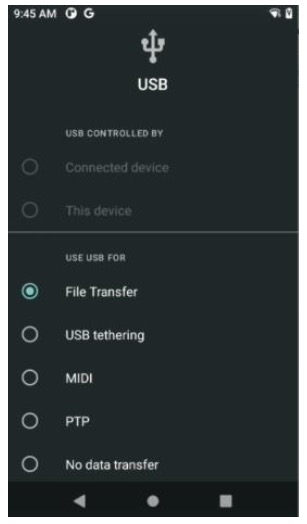 9:45 AM G
USB
USB CONTROLLED BY
Connected device
This device
USE USB FOR
File Transfer
USB tethering
MIDI
PTP
No data transfer